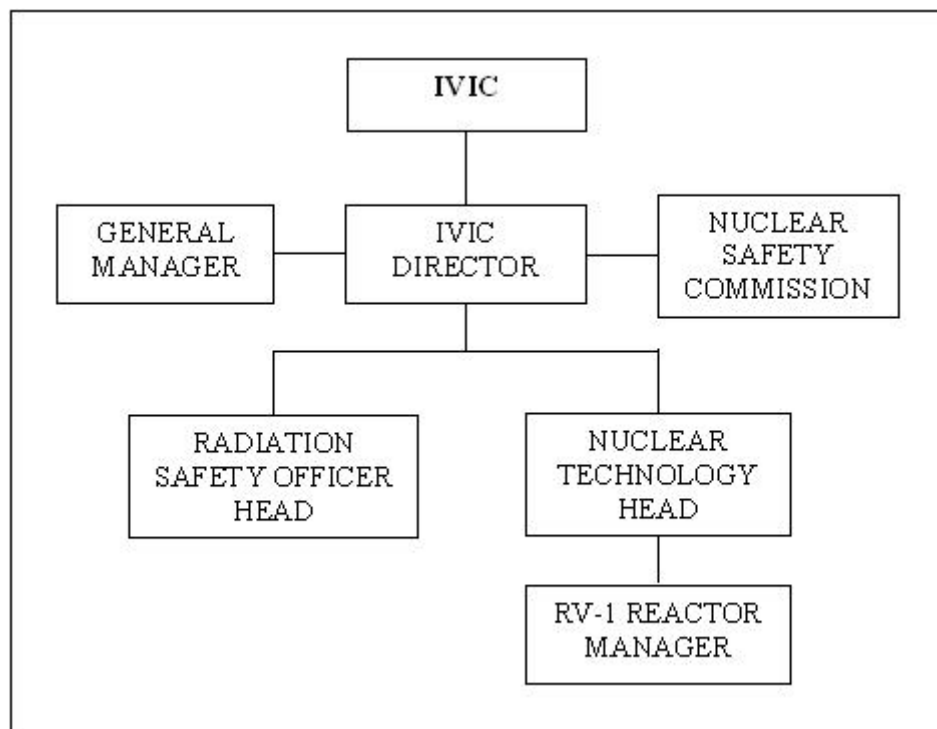 IVIC
GENERAL
MANAGER
IVIC
DIRECTOR
NUCLEAR
SAFETY
COMMISSION
RADIATION
SAFETY OFFICER
HEAD
NUCLEAR
TECHNOLOGY
HEAD
RV-1 REACTOR
MANAGER